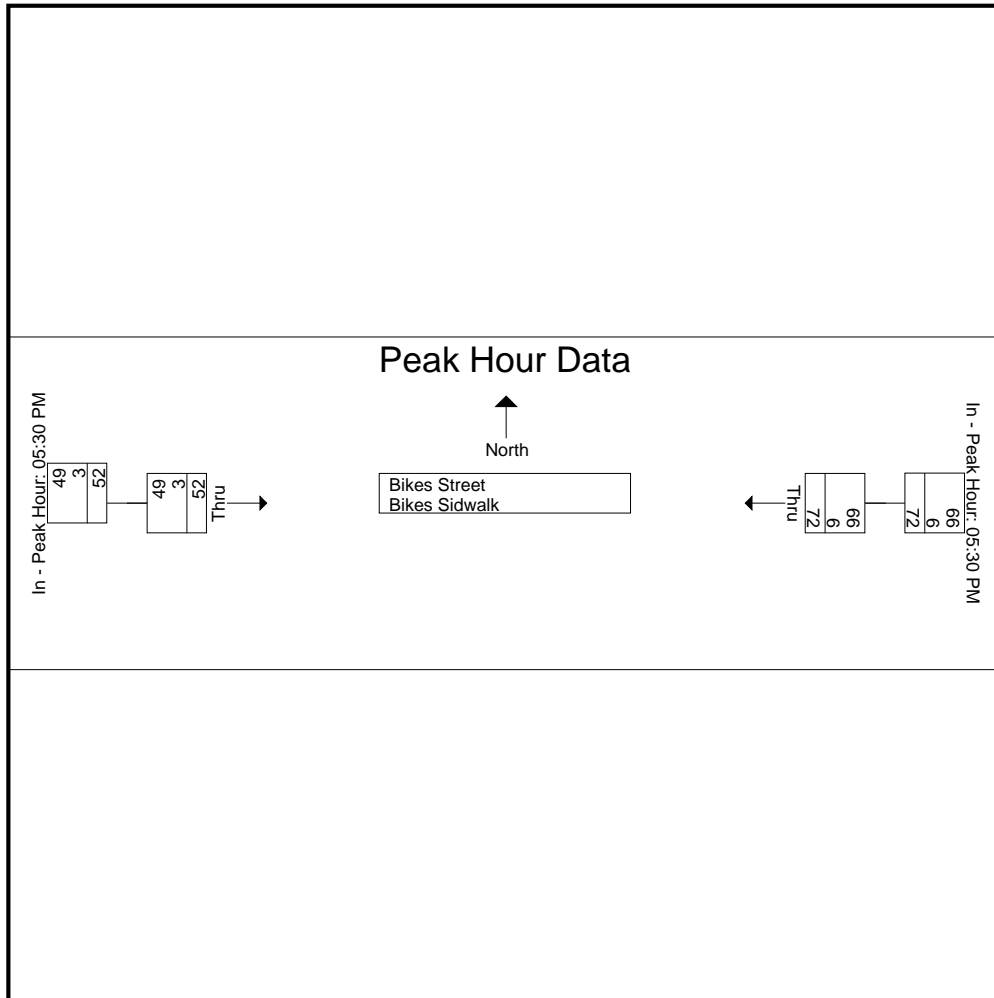 Peak Hour Data
North
Bikes Street
Bikes Sidwalk
In - Peak Hour: 05:30 PM
49
3
52
49
3
52
Thru
Thru
66
6
72
66
6
72
In - Peak Hour: 05:30 PM